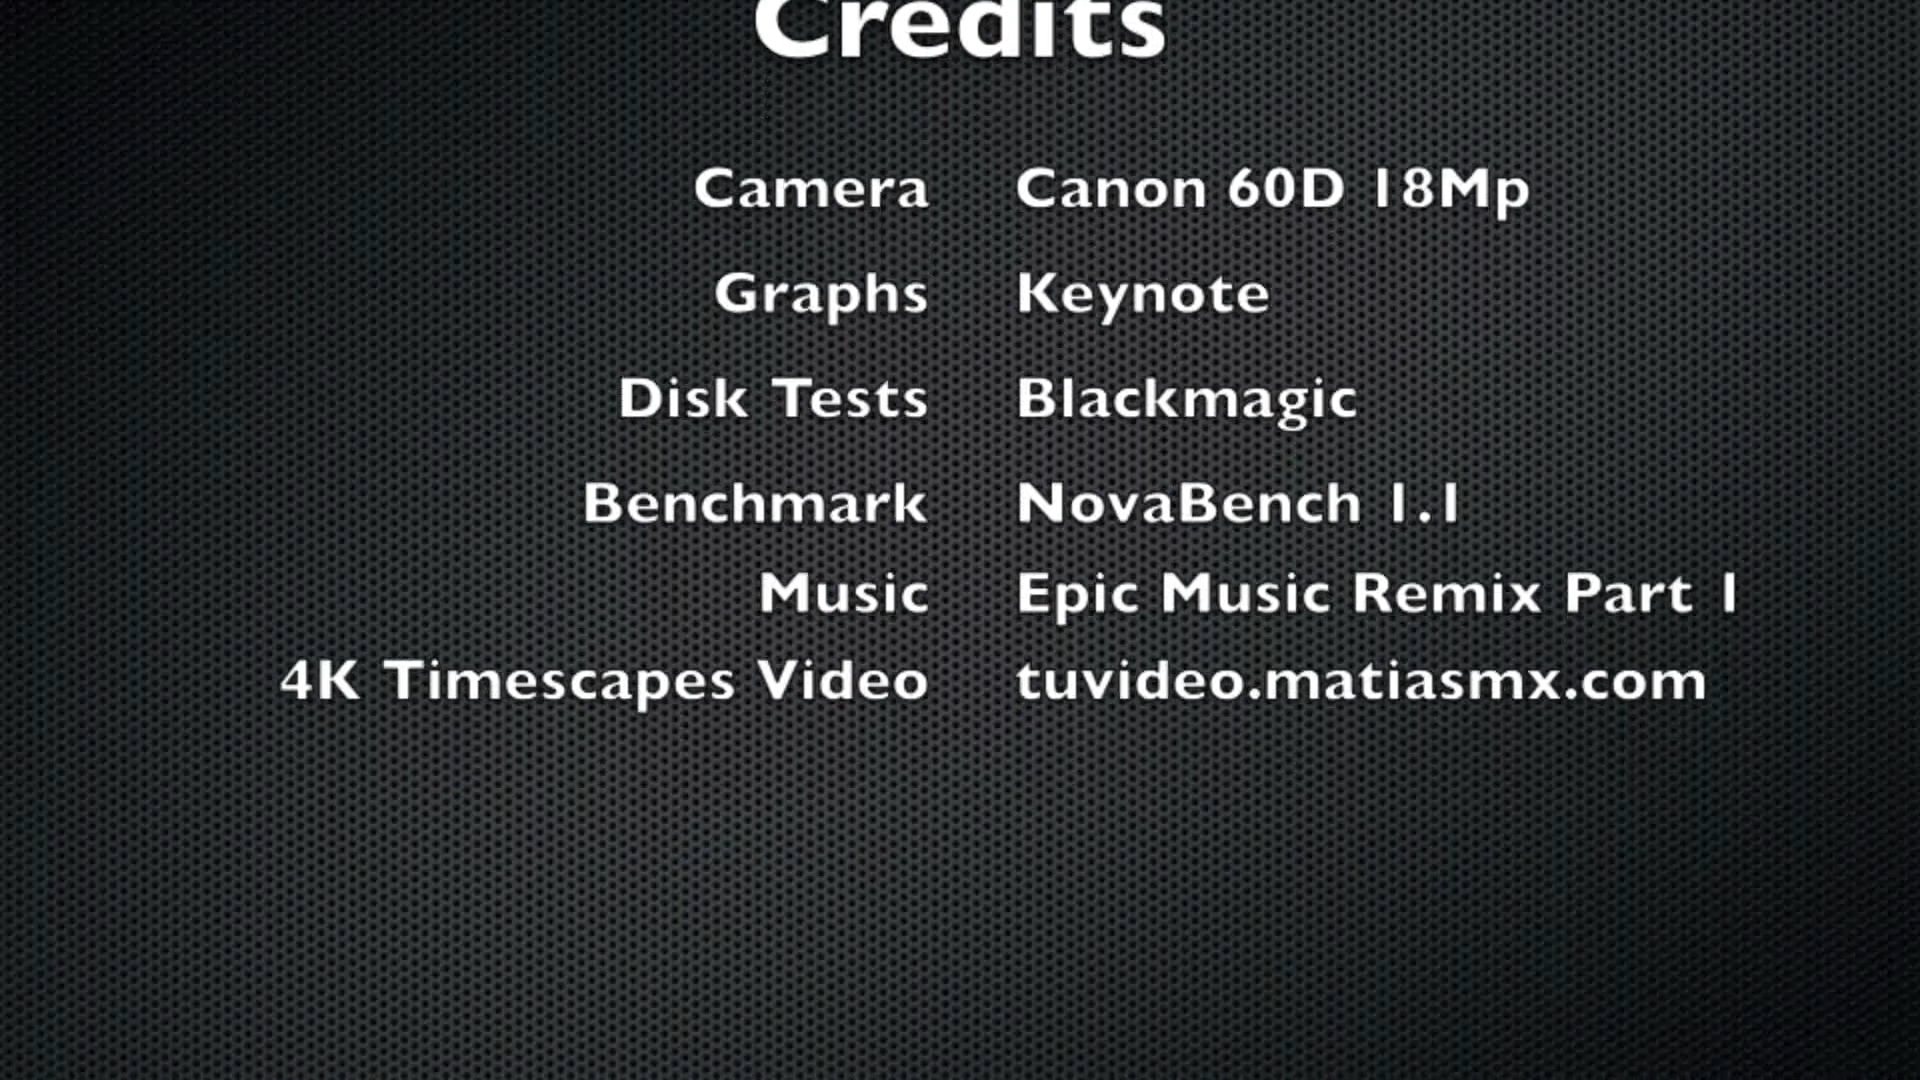 Credits
Camera Canon 60D 18Mp
Graphs Keynote
Disk Tests Blackmagic
Benchmark NovaBench 1.1
Music Epic Music Remix Part 1
4K Timescapes Video tuvideo.matiasmx.com